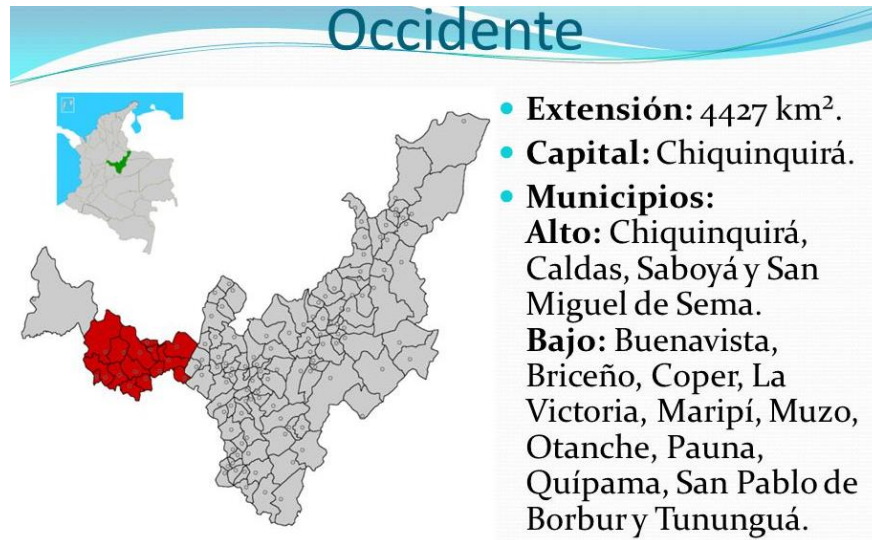 Occidente
Extensión: 4427 km².
Capital: Chiquinquirá.
Municipios:
Alto: Chiquinquirá,
Caldas, Saboyá y San
Miguel de Sema.
Bajo: Buenavista,
Briceño, Coper, La
Victoria, Maripí, Muzo,
Otanche, Pauna,
Quípama, San Pablo de
Borbur y Tununguá.